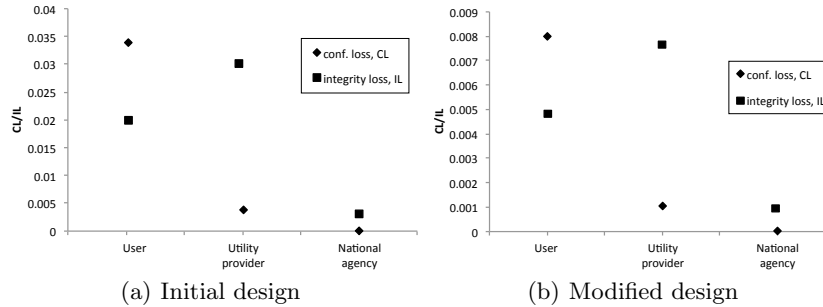 0.04
0.035
0.03
0.025
0.02
0.015
0.01
0.005
0
CL/IL
conf. loss, CL
integrity loss, IL
User
Utility provider
National agency
(a) Initial design
0.009
0.008
0.007
0.006
0.005
0.004
0.003
0.002
0.001
0
CL/IL
conf. loss, CL
integrity loss, IL
User
Utility provider
National agency
(b) Modified design